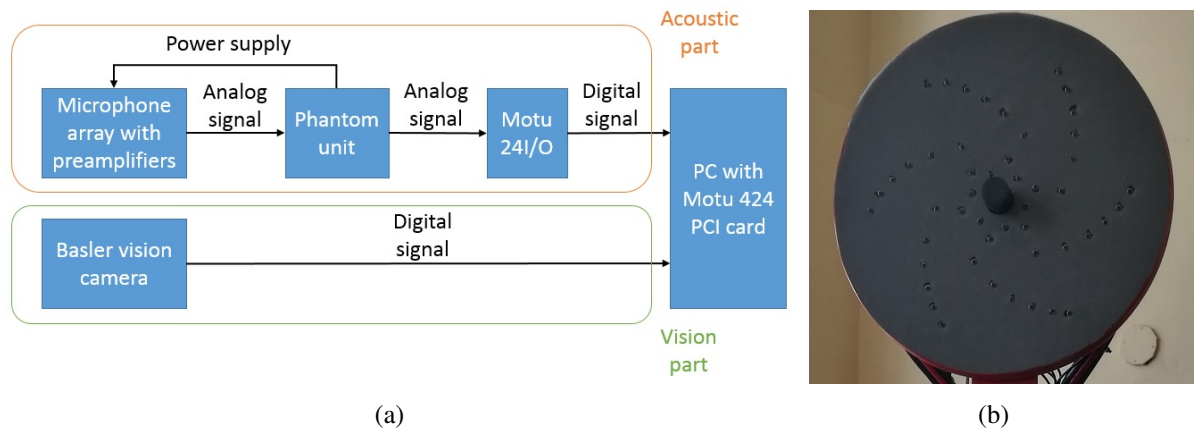 Acoustic
part
Power supply
Microphone
array with
preamplifiers
Analog
signal
Phantom
unit
Analog
signal
Motu
24I/O
Digital
signal
PC with
Motu 424
PCI card
Basler vision
camera
Digital
signal
Vision
part
(a)
(b)